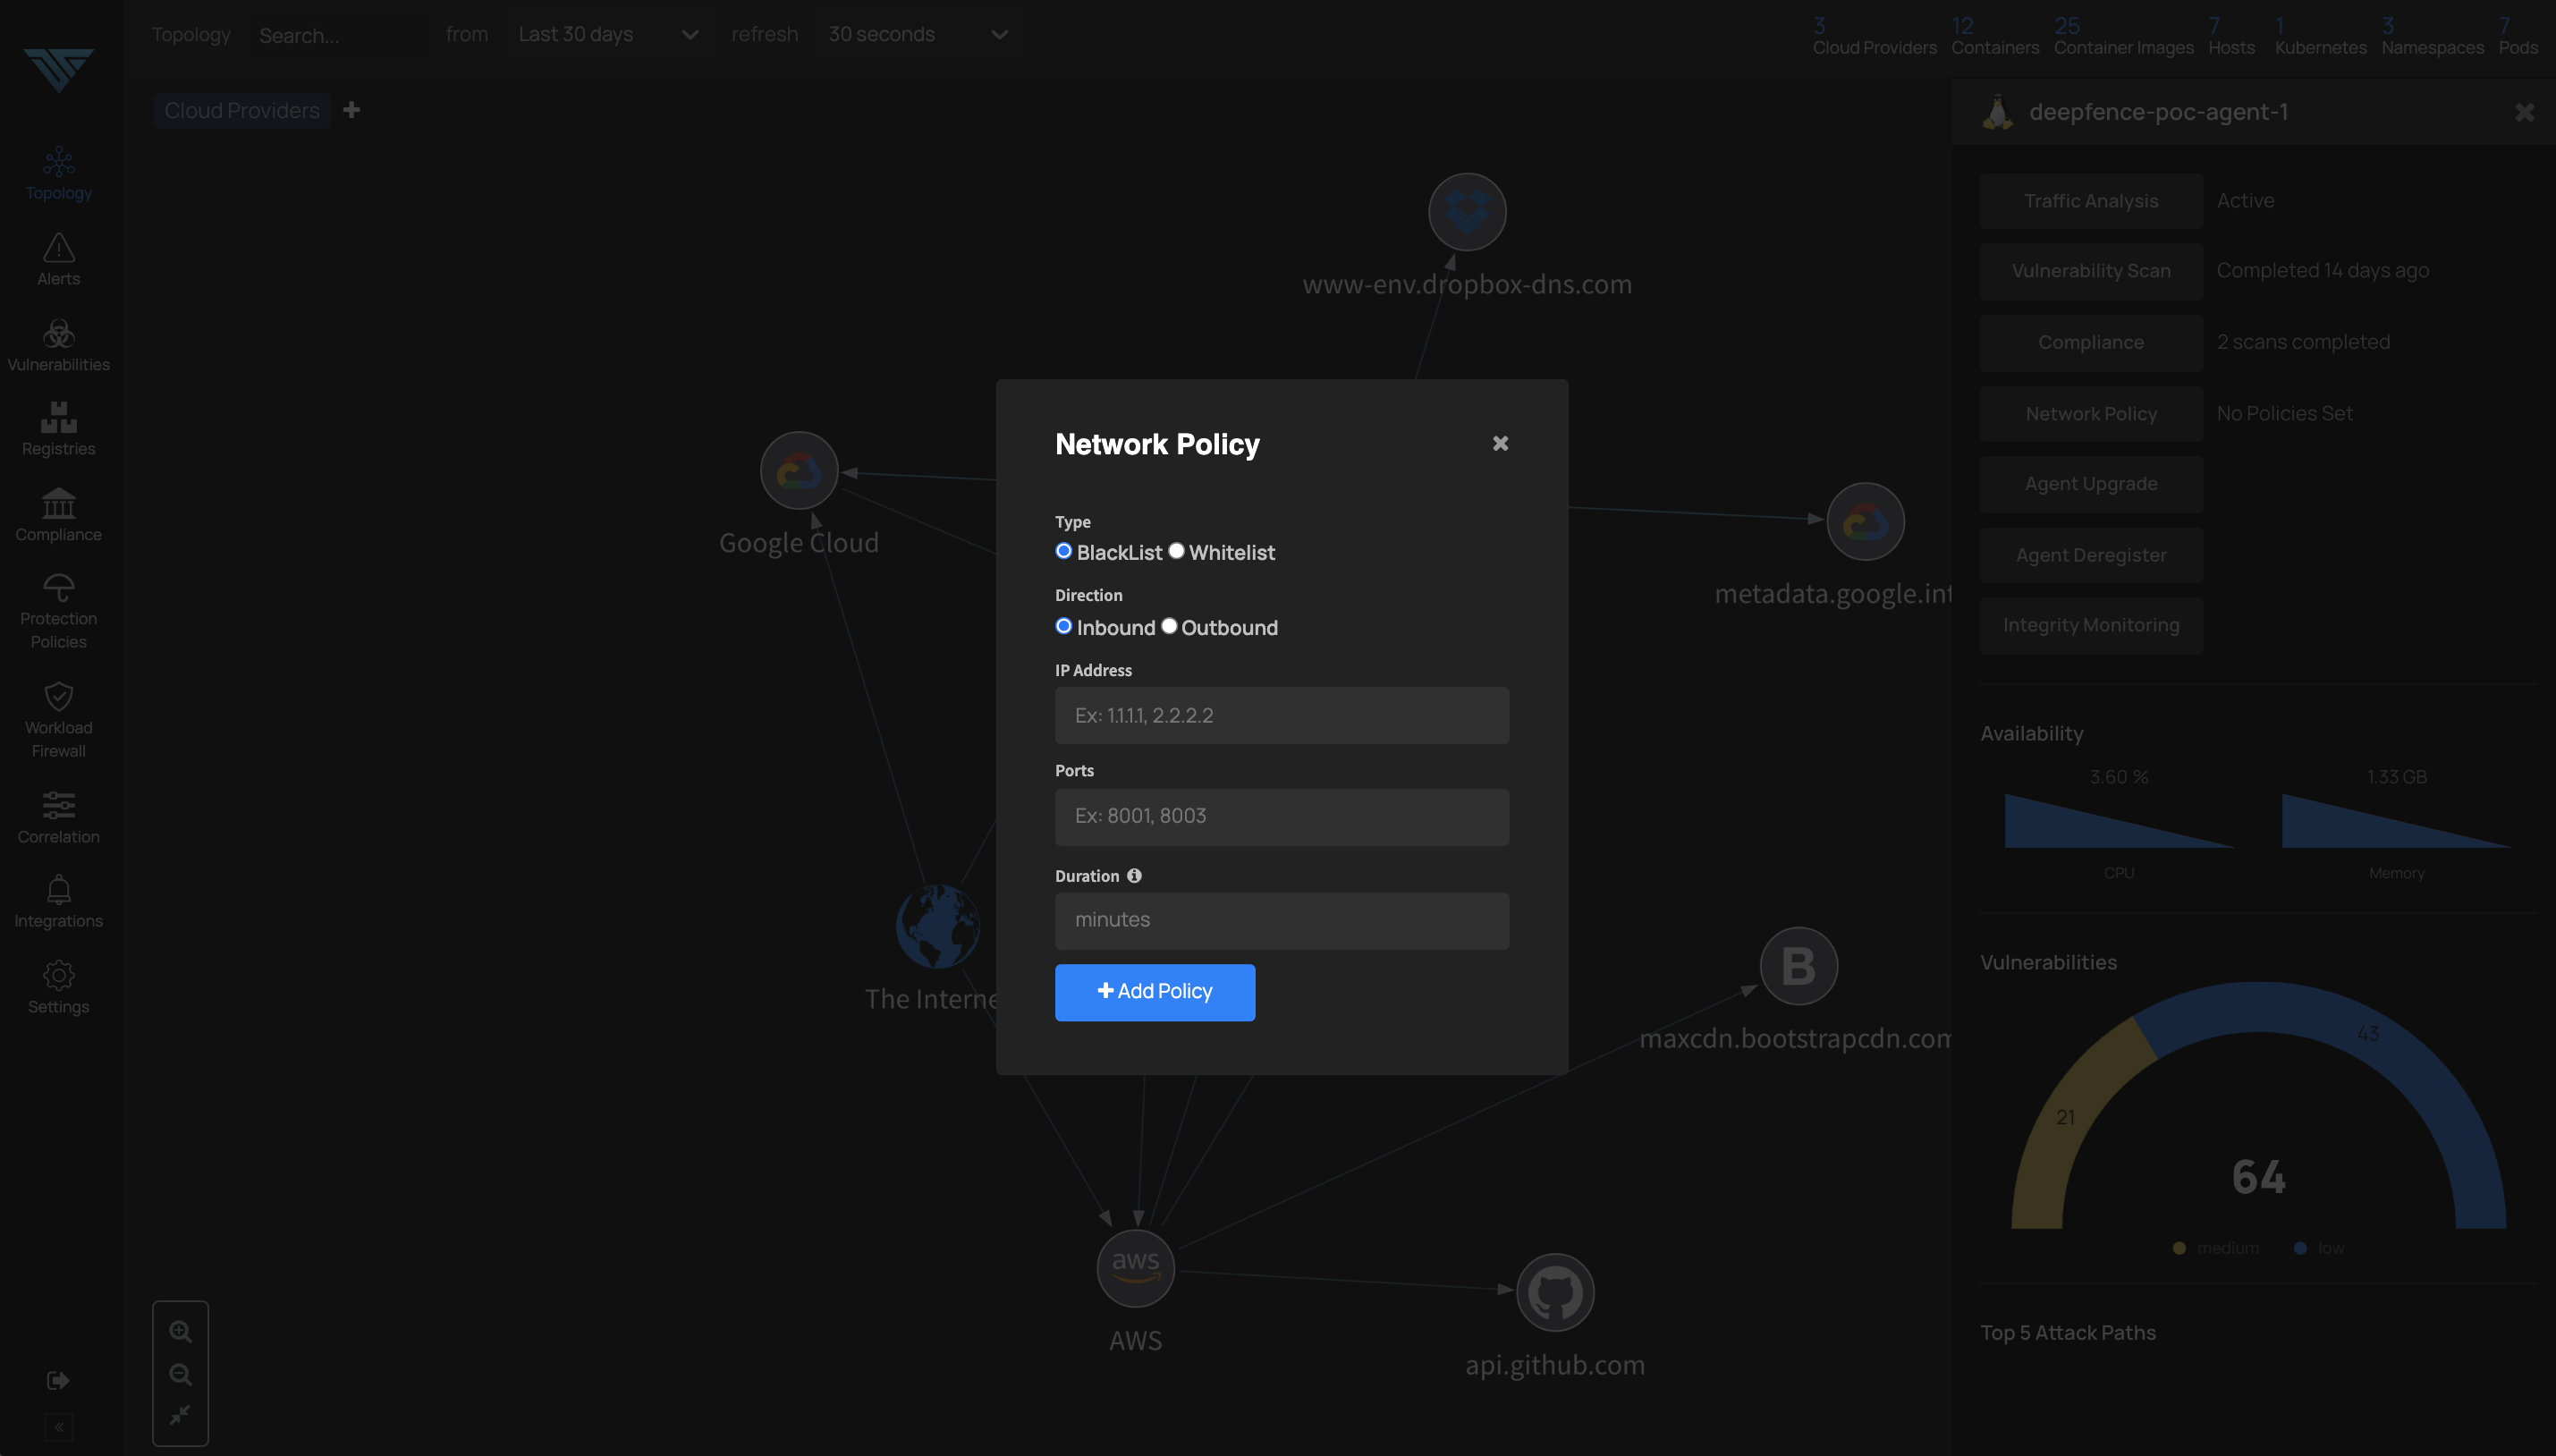 Topology
Search...
from
Last 30 days
refresh
30 seconds
3
Cloud Providers
12
Containers
25
Container Images
7
Hosts
1
Kubernetes
3
Namespaces
7
Pods
Topology
Alerts
Vulnerabilities
Registries
Compliance
Protection
Policies
Workload
Firewall
Correlation
Integrations
Settings
Cloud Providers
www-env.dropbox-dns.com
Google Cloud
metadata.google.int
The Interne
maxcdn.bootstrapcdn.com
aws
AWS
api.github.com
B
Network Policy
Type
BlackList
Whitelist
Direction
Inbound
Outbound
IP Address
Ex: 1.1.1.1, 2.2.2.2
Ports
Ex: 8001, 8003
Duration
minutes
Add Policy
deepfence-poc-agent-1
Traffic Analysis
Active
Vulnerability Scan
Completed 14 days ago
Compliance
2 scans completed
Network Policy
No Policies Set
Agent Upgrade
Agent Deregister
Integrity Monitoring
Availability
3.60 %
1.33 GB
CPU
Memory
Vulnerabilities
43
21
64
medium
low
Top 5 Attack Paths